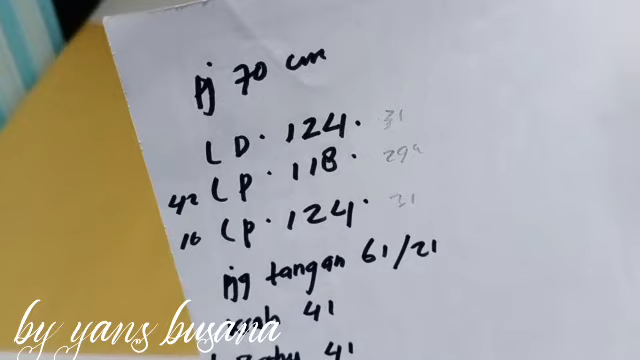 pj 70 cm
LD. 124. 31
LP. 118. 29
42
LP. 124. 31
16
pjg tangan 61/21
41
41
by yans busana